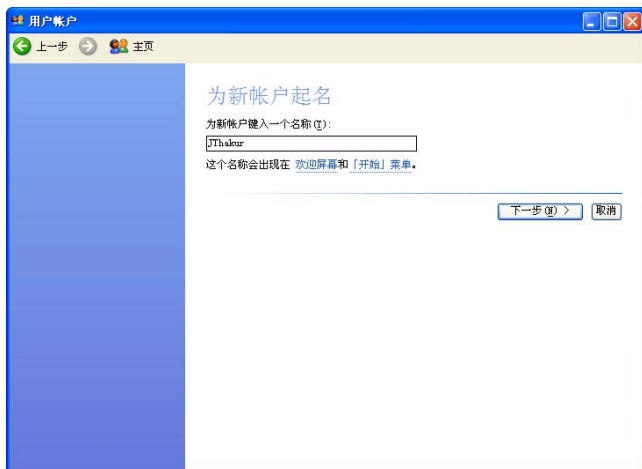 用户帐户
上一步 主页
为新帐户起名
为新帐户键入一个名称(T):
JThakur
这个名称会出现在 欢迎屏幕和「开始」菜单。
下一步(N) > 取消